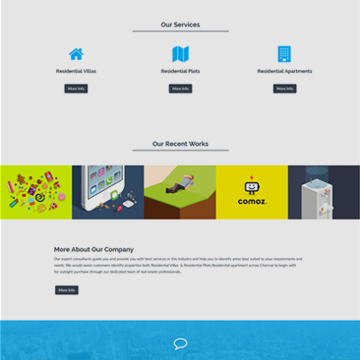 Our Services
Residential Villas
Residential Plots
Residential Apartments
More Info
More Info
More Info
Our Recent Works
comoz.
More About Our Company
Our expert consultants guide you and provide you with best services in this industry and help you to identify areas best suited to your requirements and
needs. We would assist customers identify properties both Residential Villas & Residential Plots/Residential apartment across Chennai to begin with
for outright purchase through our dedicated team of real estate professionals.
More Info